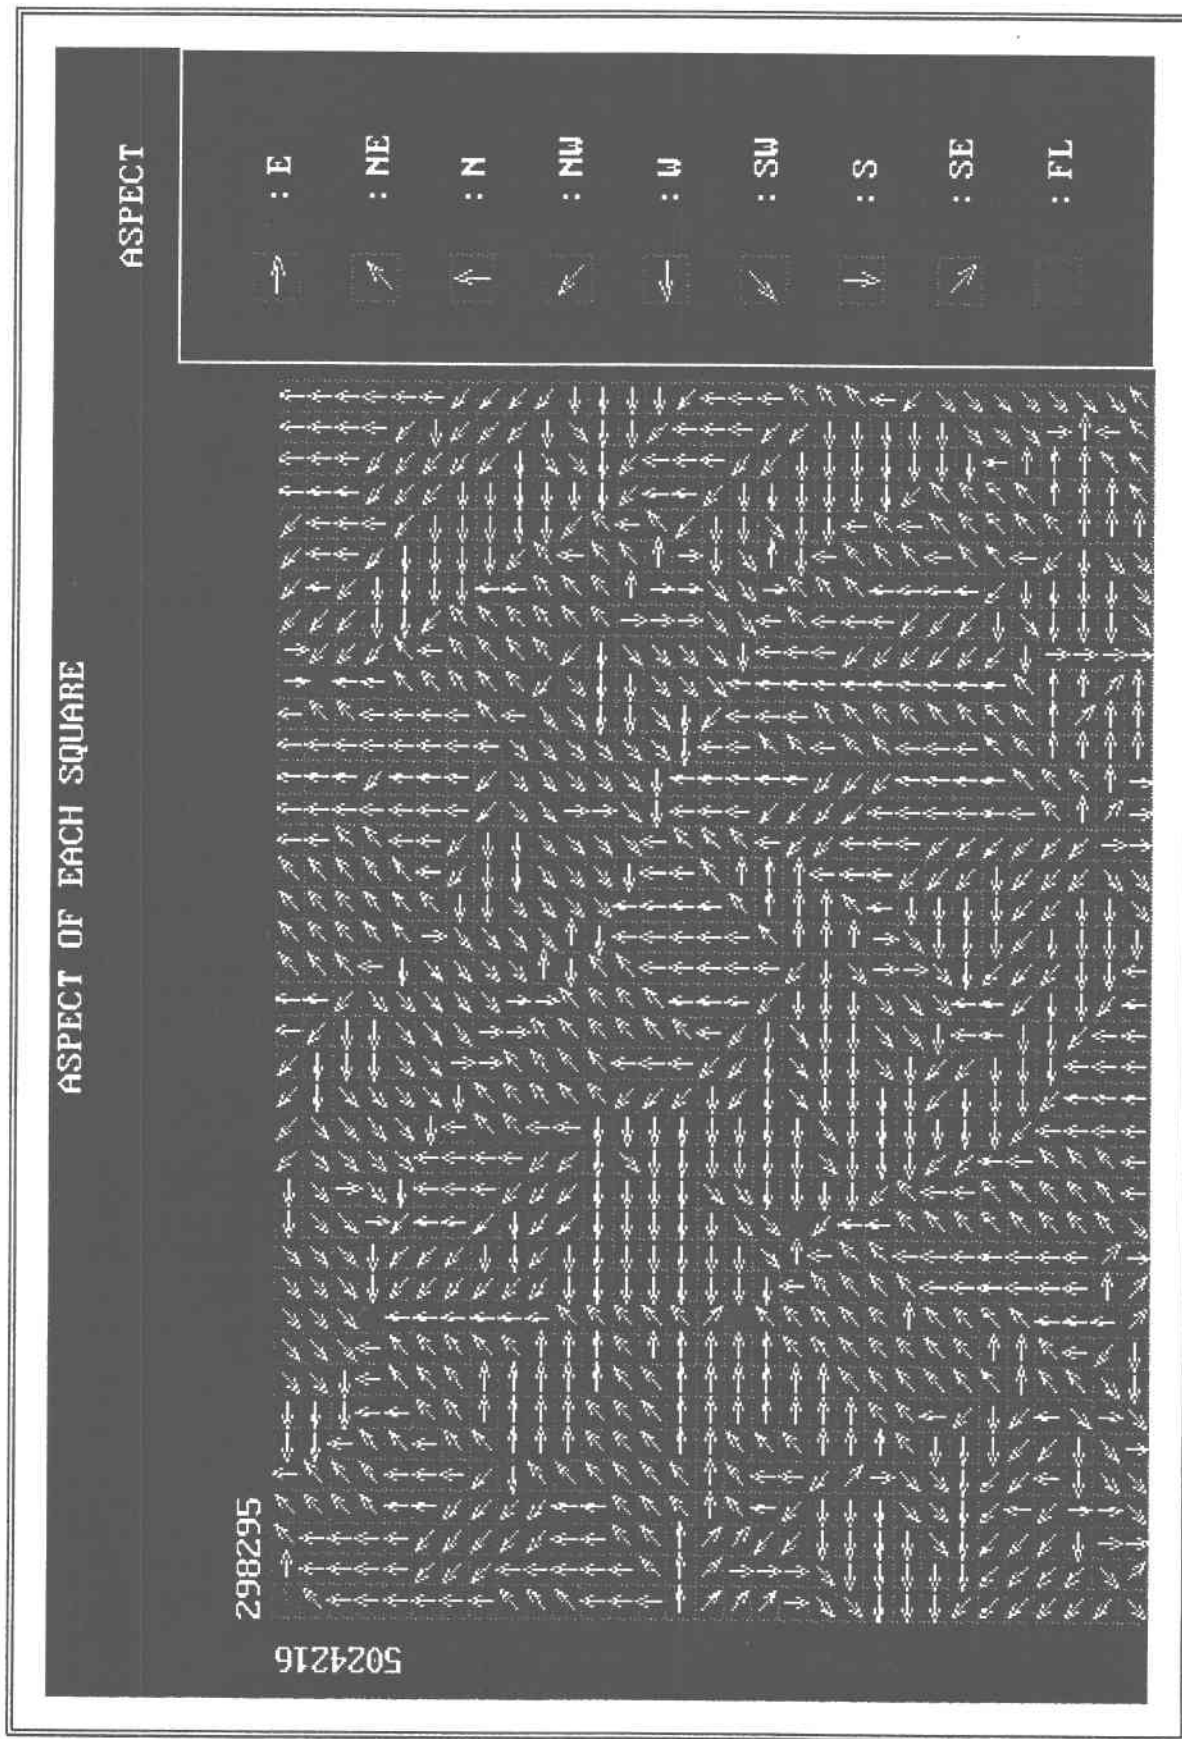 ASPECT OF EACH SQUARE
ASPECT
298295
5024216
: E
: NE
: N
: NW
: W
: SW
: S
: SE
: FL